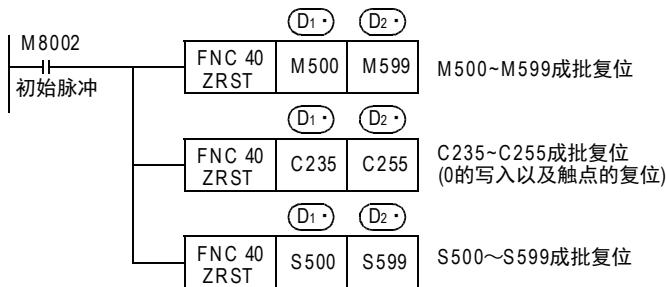 D1· D2·
M8002
初始脉冲
FNC 40 ZRST M500 M599 M500~M599成批复位
D1· D2·
FNC 40 ZRST C235 C255 C235~C255成批复位
(0的写入以及触点的复位)
D1· D2·
FNC 40 ZRST S500 S599 S500～S599成批复位